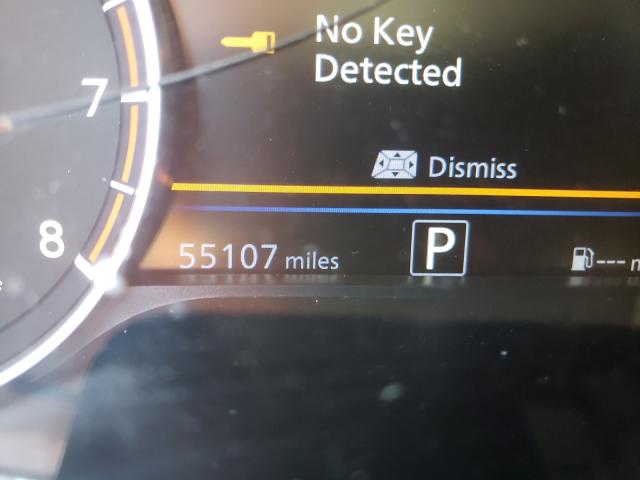 No Key
Detected
7
Dismiss
8
55107 miles
P
---